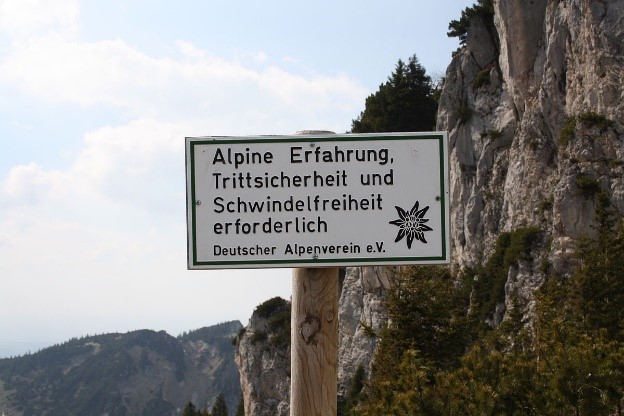 Alpine Erfahrung,
Trittsicherheit und
Schwindelfreiheit
erforderlich
Deutscher Alpenverein e.V.